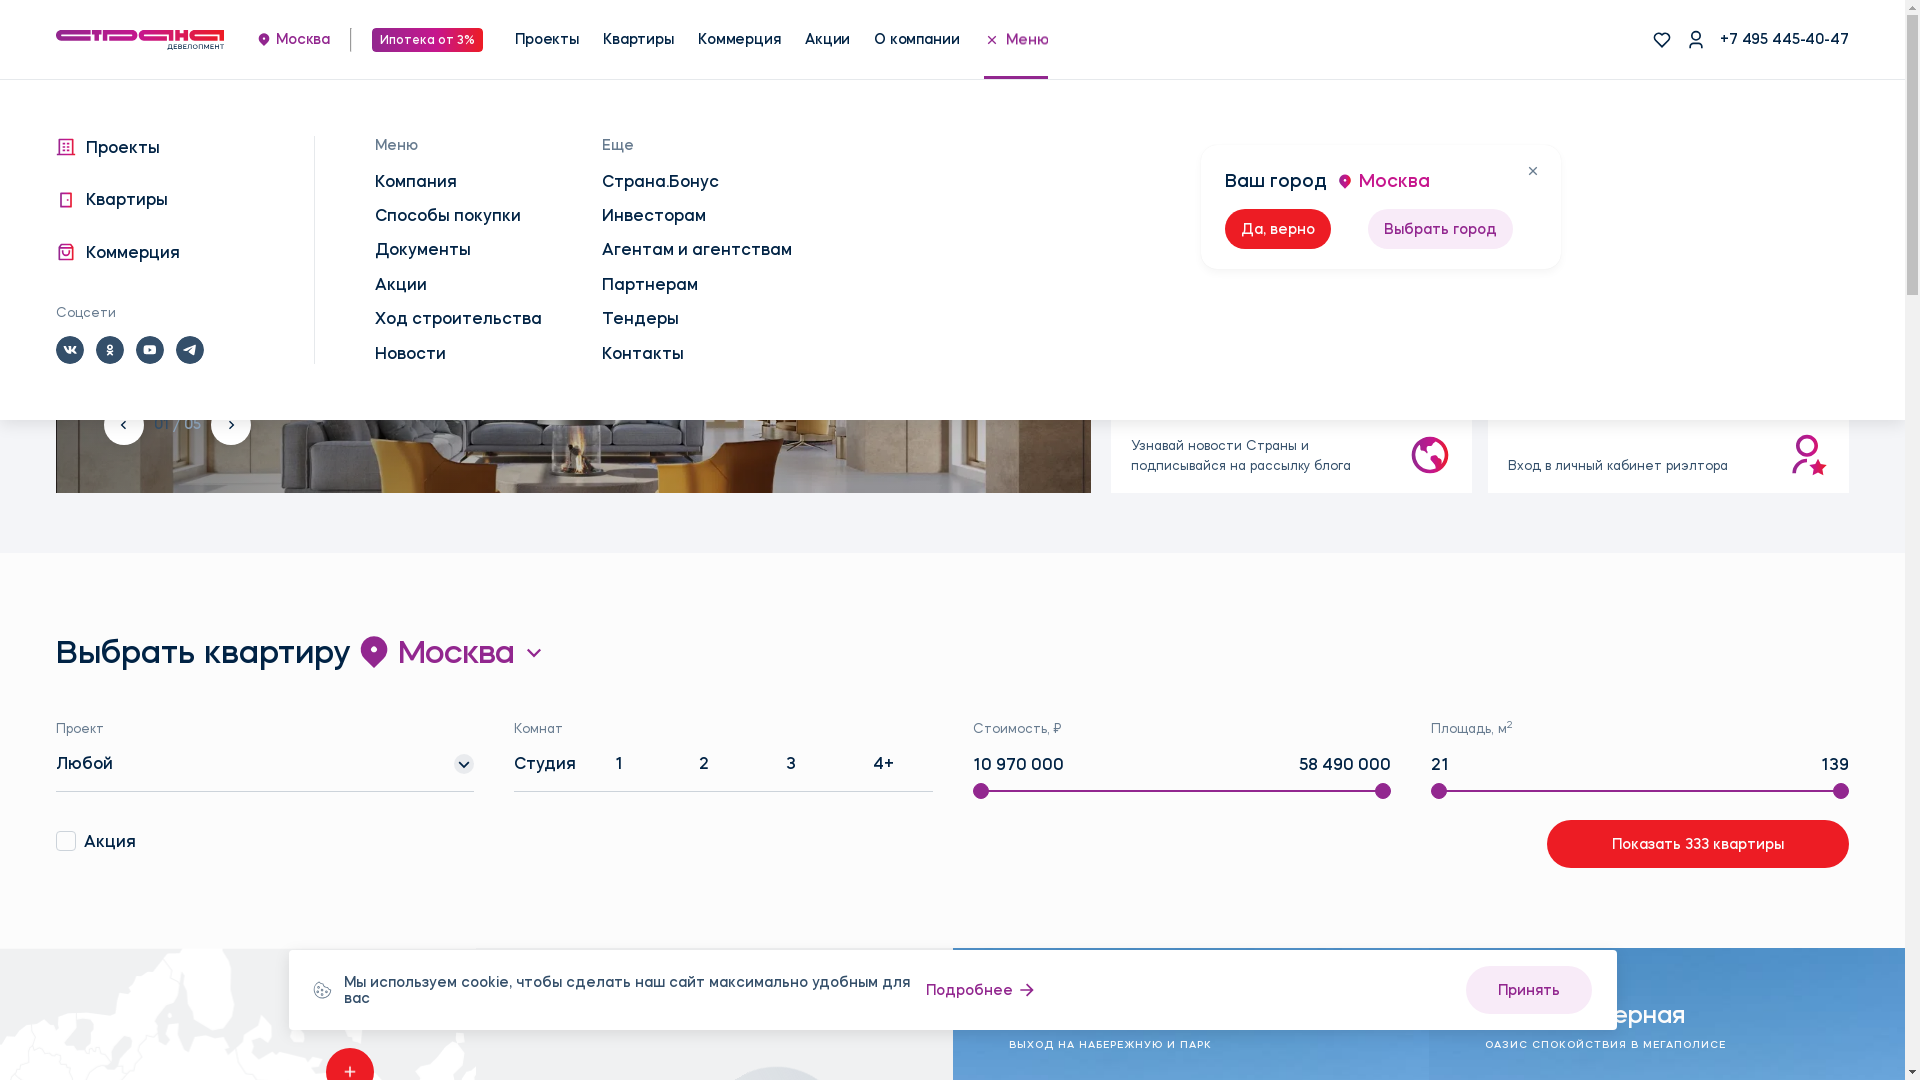 СТРАНА
ДЕВЕЛОПМЕНТ
Москва
Ипотека от 3%
Проекты
Квартиры
Коммерция
Акции
О компании
Меню
+7 495 445-40-47
Проекты
Квартиры
Коммерция
Соцсети
Меню
Компания
Способы покупки
Документы
Акции
Ход строительства
Новости
Еще
Страна.Бонус
Инвесторам
Агентам и агентствам
Партнерам
Тендеры
Контакты
Ваш город Москва
Да, верно
Выбрать город
01 / 05
Узнавай новости Страны и
подписывайся на рассылку блога
Вход в личный кабинет риэлтора
Выбрать квартиру Москва
Проект
Любой
Комнат
Студия 1 2 3 4+
Стоимость, ₽
10 970 000 58 490 000
Площадь, м²
21 139
Акция
Показать 333 квартиры
Мы используем cookie, чтобы сделать наш сайт максимально удобным для
вас
Подробнее
Принять
ВЫХОД НА НАБЕРЕЖНУЮ И ПАРК
ОАЗИС СПОКОЙСТВИЯ В МЕГАПОЛИСЕ